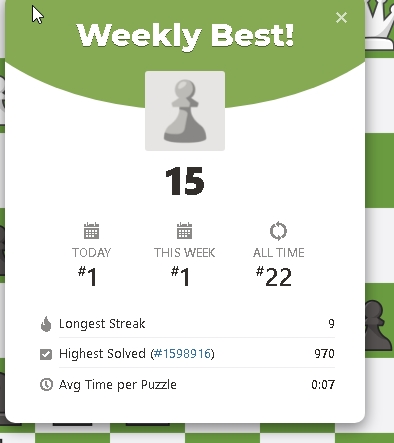 Weekly Best!
15
TODAY
THIS WEEK
ALL TIME
#1
#1
#22
Longest Streak 9
Highest Solved (#1598916) 970
Avg Time per Puzzle 0:07